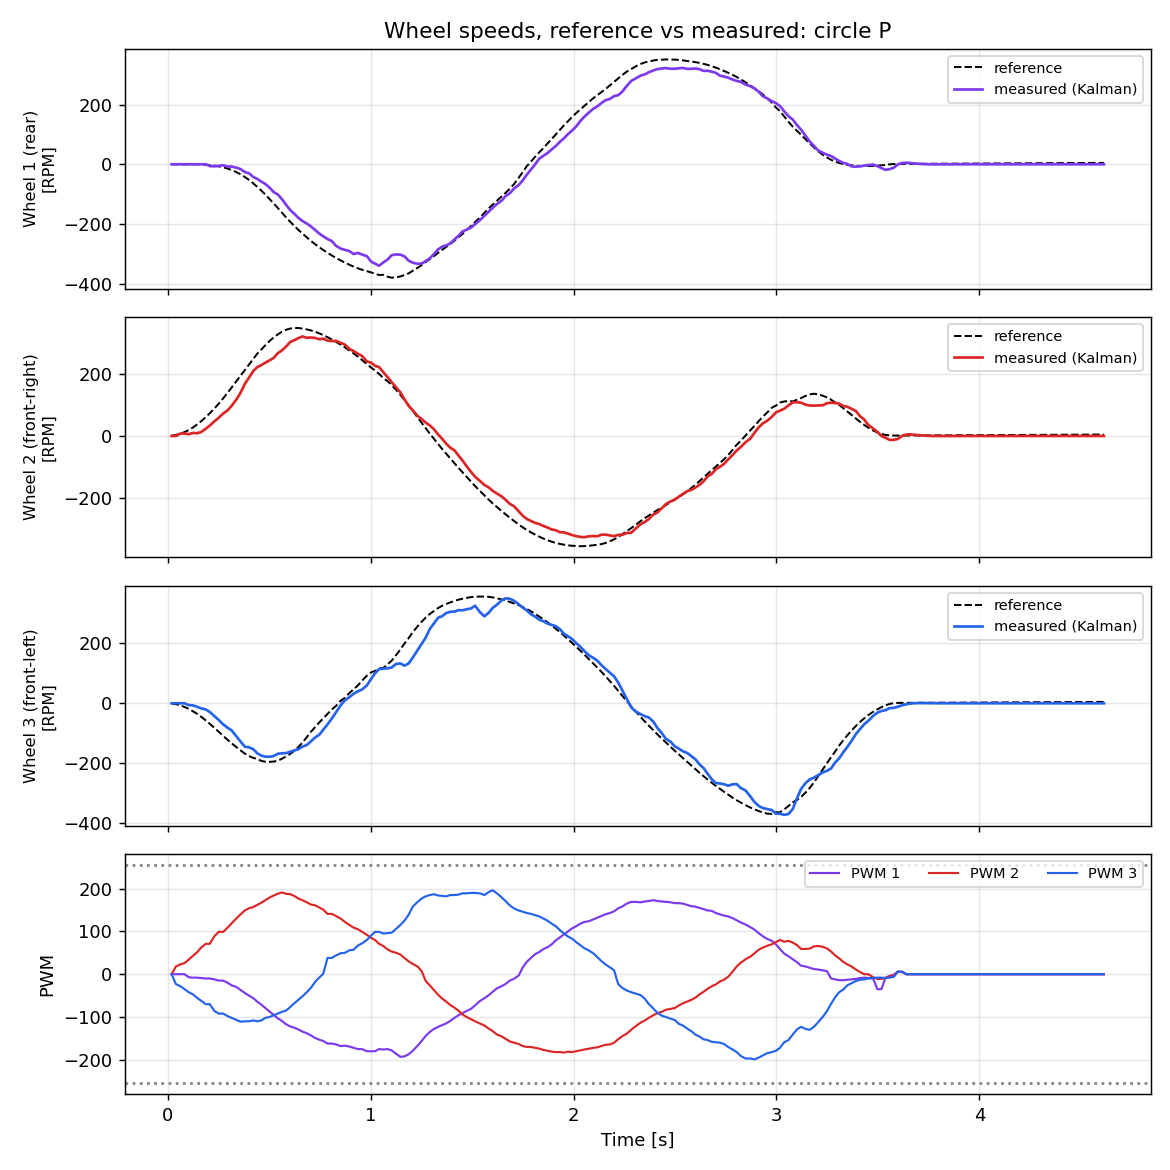 Wheel speeds, reference vs measured: circle P
Wheel 1 (rear)
[RPM]
200
0
−200
−400
reference
measured (Kalman)
Wheel 2 (front-right)
[RPM]
200
0
−200
reference
measured (Kalman)
Wheel 3 (front-left)
[RPM]
200
0
−200
−400
reference
measured (Kalman)
PWM
200
100
0
−100
−200
PWM 1 PWM 2 PWM 3
0 1 2 3 4
Time [s]